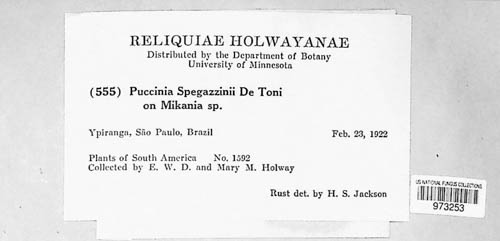 RELIQUIAE HOLWAYANAE
Distributed by the Department of Botany
University of Minnesota
(555) Puccinia Spegazzinii De Toni
on Mikania sp.
Ypiranga, São Paulo, Brazil Feb. 23, 1922
Plants of South America No. 1592
Collected by E. W. D. and Mary M. Holway
Rust det. by H. S. Jackson
US NATIONAL FUNGUS COLLECTIONS
973253